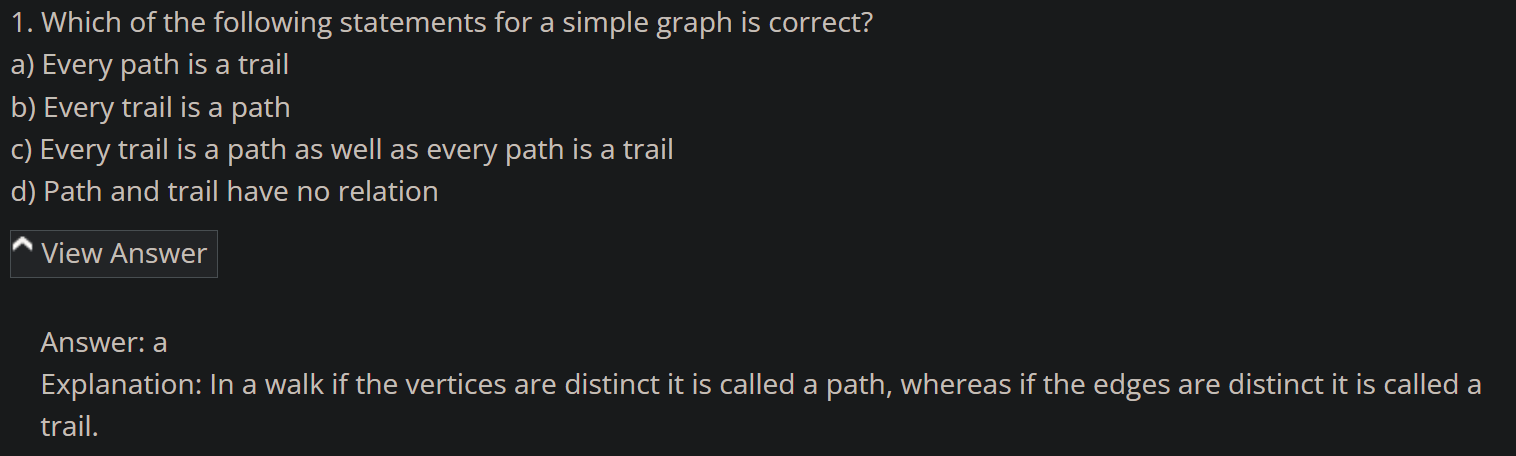 1. Which of the following statements for a simple graph is correct?
a) Every path is a trail
b) Every trail is a path
c) Every trail is a path as well as every path is a trail
d) Path and trail have no relation
View Answer
Answer: a
Explanation: In a walk if the vertices are distinct it is called a path, whereas if the edges are distinct it is called a
trail.